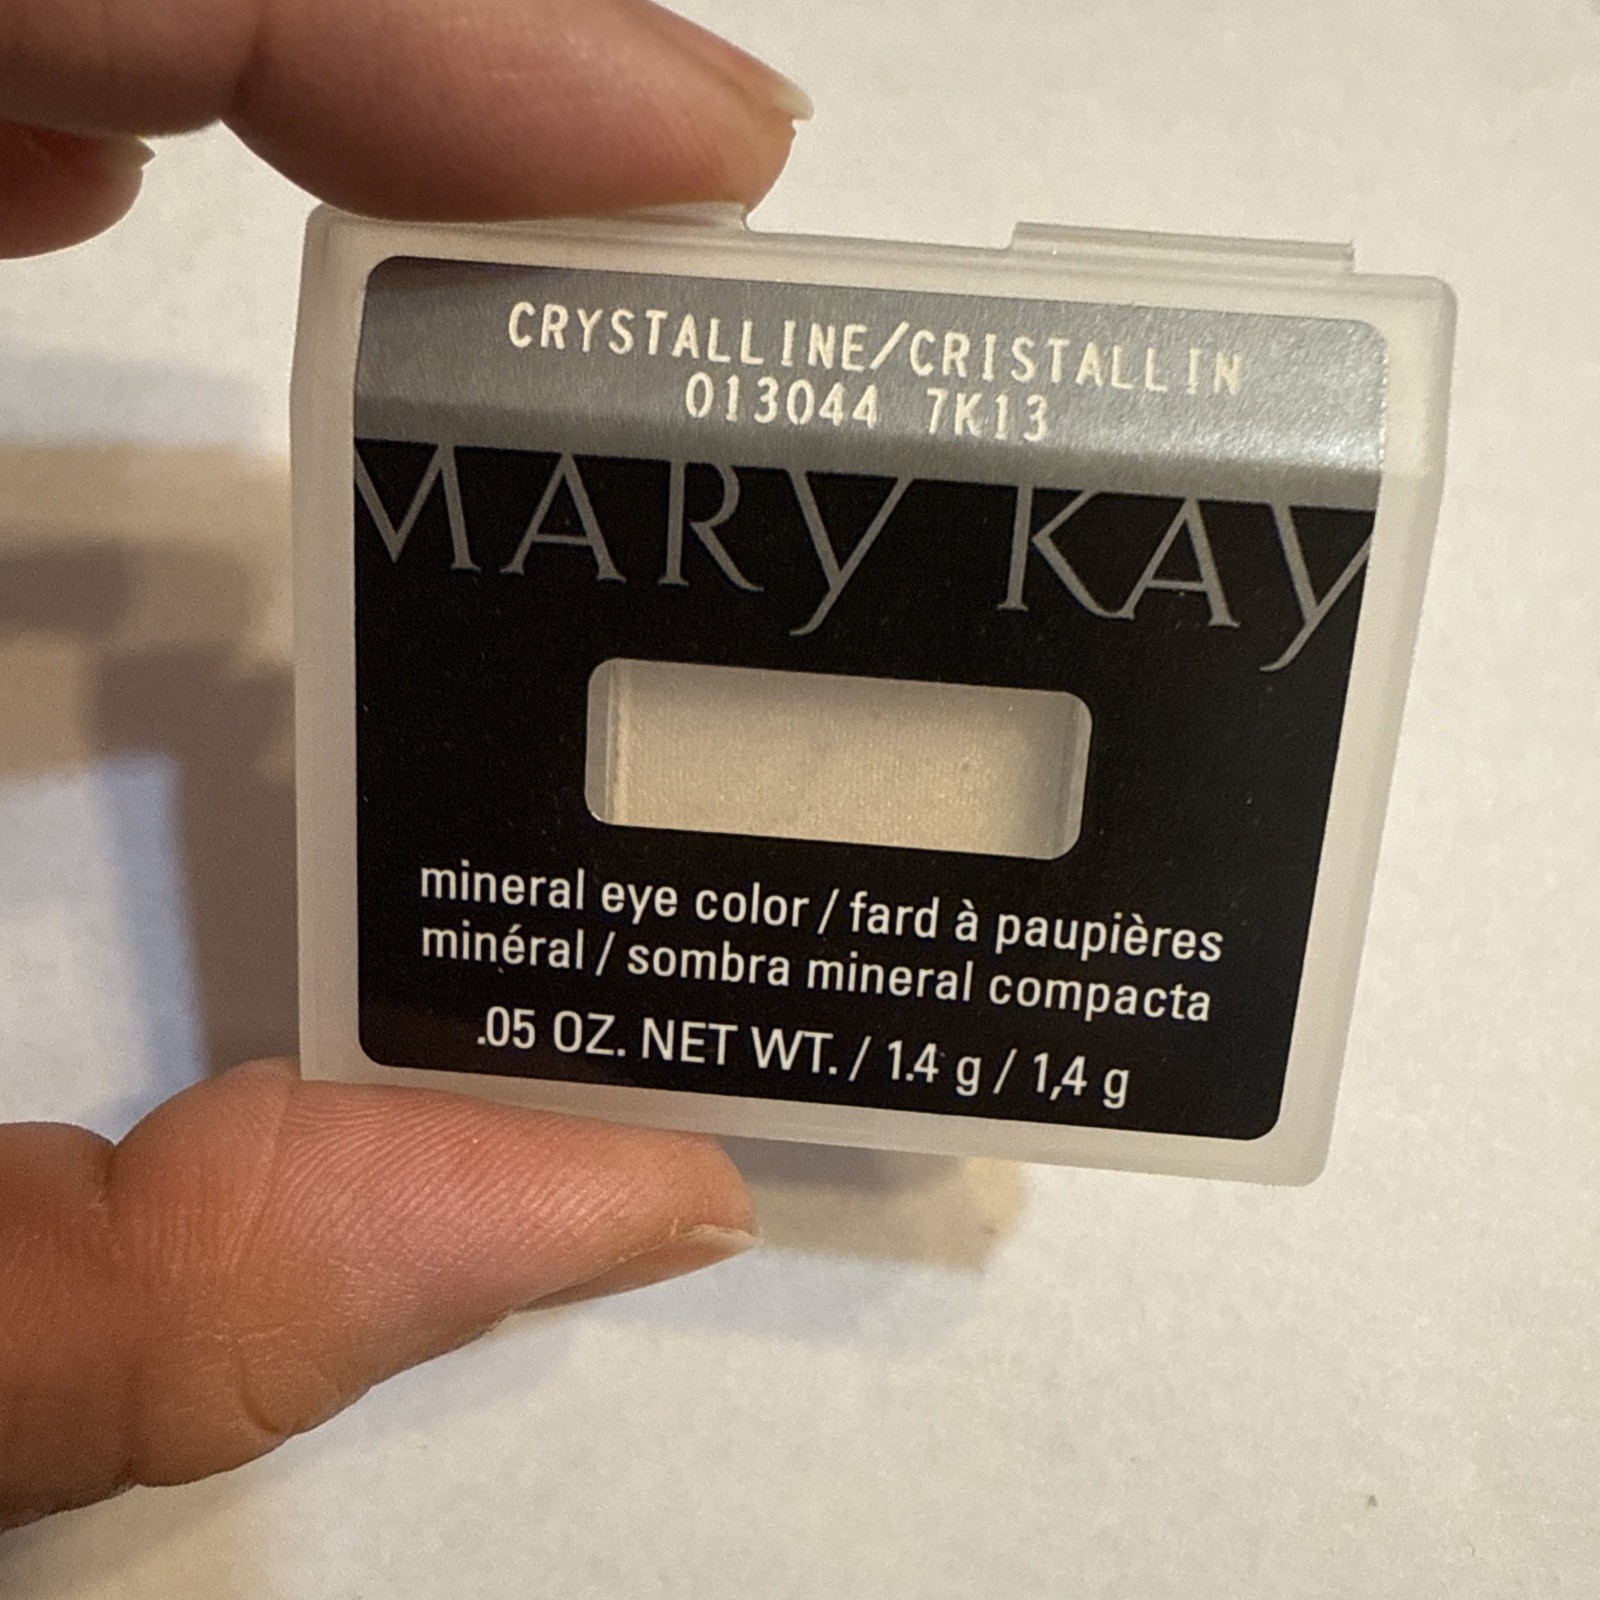 CRYSTALLINE/CRISTALLIN
013044 7K13
MARY KAY
mineral eye color / fard à paupières
minéral / sombra mineral compacta
.05 OZ. NET WT. / 1.4 g / 1,4 g